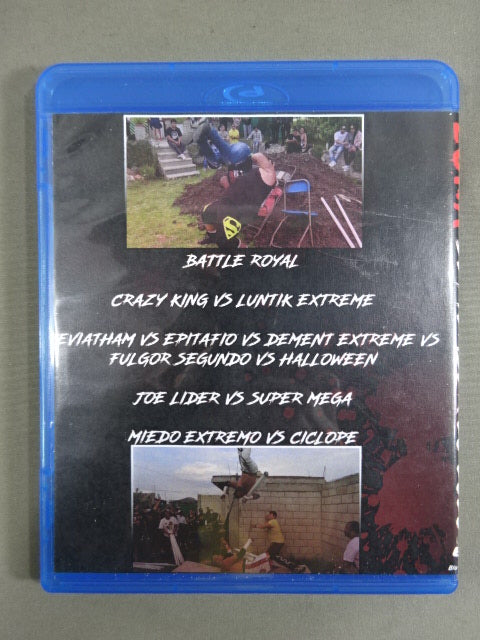 BATTLE ROYAL
CRAZY KING VS LUNTIK EXTREME
EVIATHAM VS EPITAFIO VS DEMENT EXTREME VS
FULGOR SEGUNDO VS HALLOWEEN
JOE LIDER VS SUPER MEGA
MIEDO EXTREMO VS CICLOPE